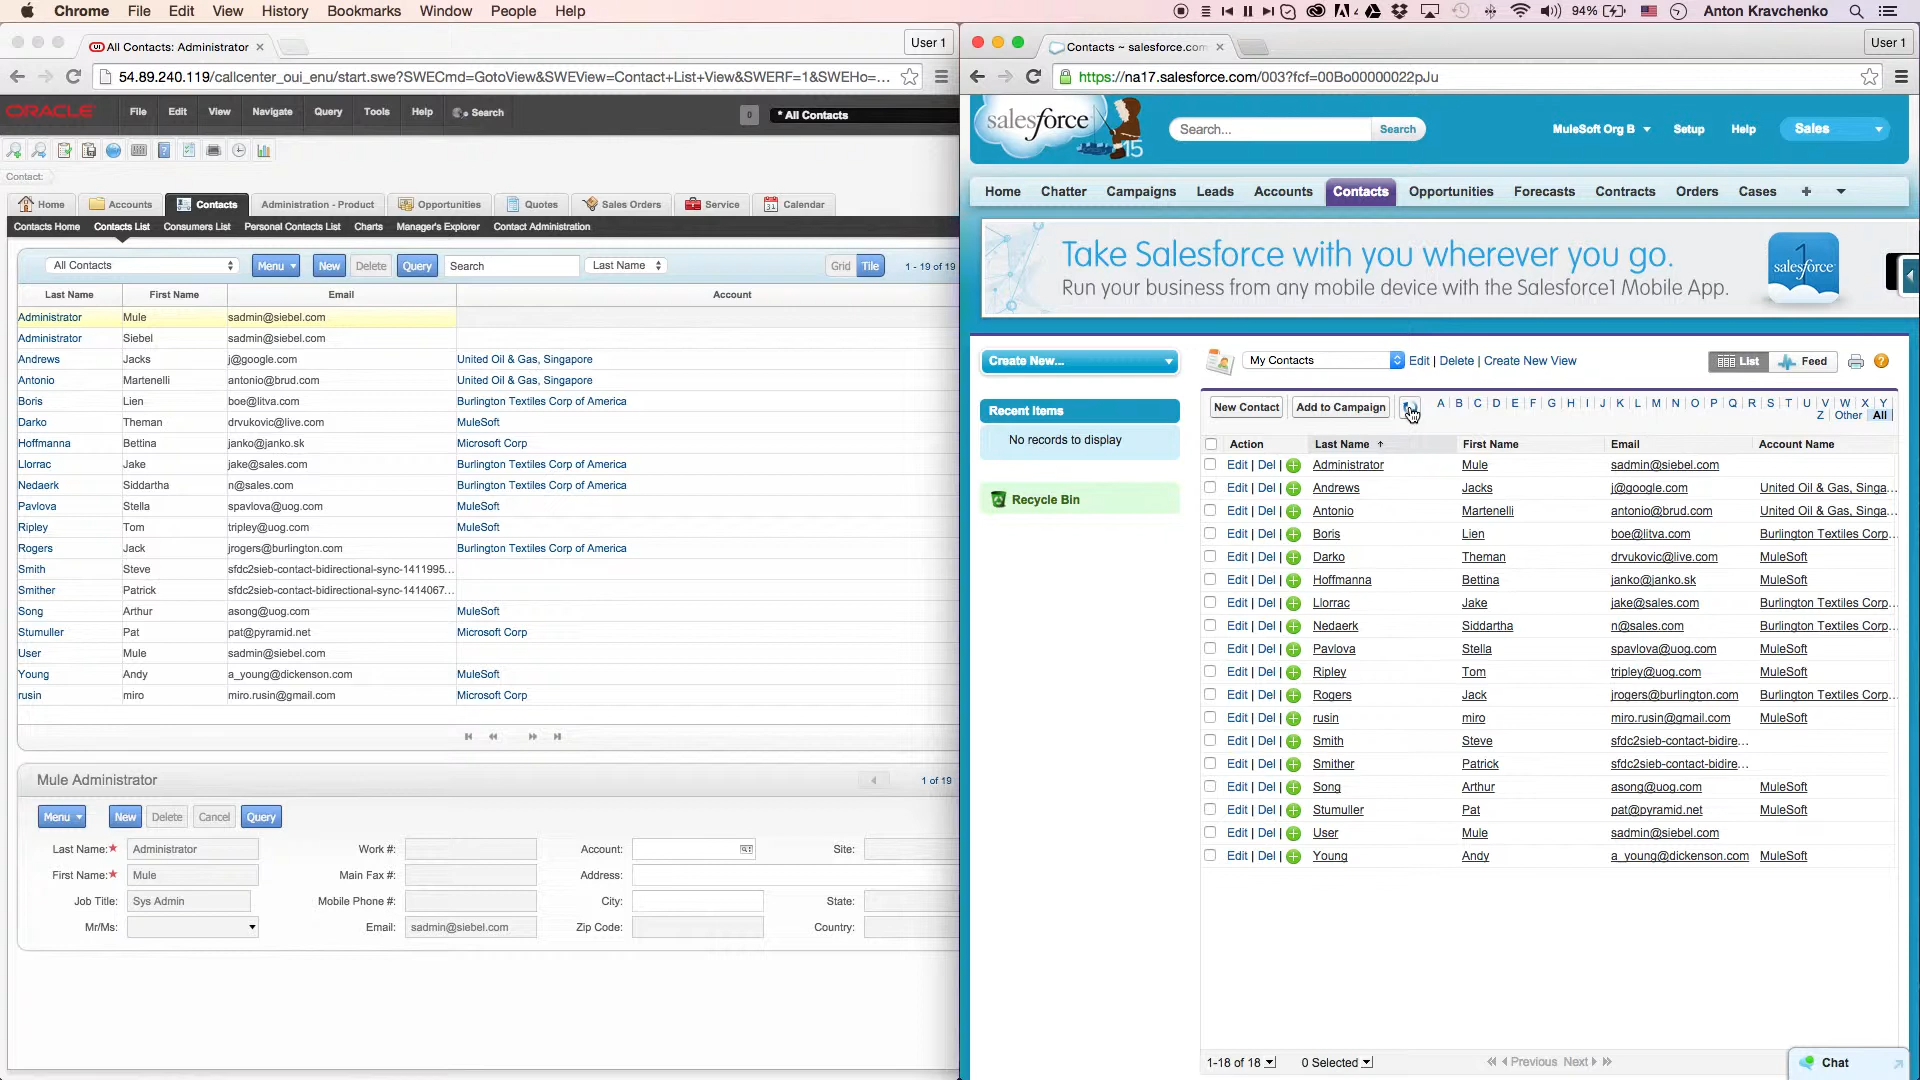 Chrome File Edit View History Bookmarks Window People Help 4 94% Anton Kravchenko
All Contacts: Administrator User 1
54.89.240.119/callcenter_oui_enu/start.swe?SWECmd=GotoView&SWEView=Contact+List+View&SWERF=1&SWEHo=...
ORACLE File Edit View Navigate Query Tools Help Search 0 * All Contacts
Contact:
Home Accounts Contacts Administration - Product Opportunities Quotes Sales Orders Service Calendar
Contacts Home Contacts List Consumers List Personal Contacts List Charts Manager's Explorer Contact Administration
All Contacts Menu New Delete Query Search Last Name Grid Tile 1 - 19 of 19
Last Name First Name Email Account
Administrator Mule sadmin@siebel.com
Administrator Siebel sadmin@siebel.com
Andrews Jacks j@google.com United Oil & Gas, Singapore
Antonio Martenelli antonio@brud.com United Oil & Gas, Singapore
Boris Lien boe@litva.com Burlington Textiles Corp of America
Darko Theman drvukovic@live.com MuleSoft
Hoffmanna Bettina janko@janko.sk Microsoft Corp
Llorrac Jake jake@sales.com Burlington Textiles Corp of America
Nedaerk Siddartha n@sales.com Burlington Textiles Corp of America
Pavlova Stella spavlova@uog.com MuleSoft
Ripley Tom tripley@uog.com MuleSoft
Rogers Jack jrogers@burlington.com Burlington Textiles Corp of America
Smith Steve sfdc2sieb-contact-bidirectional-sync-1411995...
Smither Patrick sfdc2sieb-contact-bidirectional-sync-1414067...
Song Arthur asong@uog.com MuleSoft
Stumuller Pat pat@pyramid.net Microsoft Corp
User Mule sadmin@siebel.com
Young Andy a_young@dickenson.com MuleSoft
rusin miro miro.rusin@gmail.com Microsoft Corp
Mule Administrator 1 of 19
Menu New Delete Cancel Query
Last Name:* Administrator Work #: Account: Site:
First Name:* Mule Main Fax #: Address:
Job Title: Sys Admin Mobile Phone #: City: State:
Mr/Ms: Email: sadmin@siebel.com Zip Code: Country:
Contacts ~ salesforce.com User 1
https://na17.salesforce.com/003?fcf=00Bo00000022pJu
salesforce '15 Search... Search MuleSoft Org B Setup Help Sales
Home Chatter Campaigns Leads Accounts Contacts Opportunities Forecasts Contracts Orders Cases +
Take Salesforce with you wherever you go.
Run your business from any mobile device with the Salesforce1 Mobile App.
1
salesforce
Create New...
Recent Items
No records to display
Recycle Bin
My Contacts Edit | Delete | Create New View List Feed
New Contact Add to Campaign A B C D E F G H I J K L M N O P Q R S T U V W X Y
Z Other All
Action Last Name First Name Email Account Name
Edit | Del | Administrator Mule sadmin@siebel.com
Edit | Del | Andrews Jacks j@google.com United Oil & Gas, Singa...
Edit | Del | Antonio Martenelli antonio@brud.com United Oil & Gas, Singa...
Edit | Del | Boris Lien boe@litva.com Burlington Textiles Corp...
Edit | Del | Darko Theman drvukovic@live.com MuleSoft
Edit | Del | Hoffmanna Bettina janko@janko.sk MuleSoft
Edit | Del | Llorrac Jake jake@sales.com Burlington Textiles Corp...
Edit | Del | Nedaerk Siddartha n@sales.com Burlington Textiles Corp...
Edit | Del | Pavlova Stella spavlova@uog.com MuleSoft
Edit | Del | Ripley Tom tripley@uog.com MuleSoft
Edit | Del | Rogers Jack jrogers@burlington.com Burlington Textiles Corp...
Edit | Del | rusin miro miro.rusin@gmail.com MuleSoft
Edit | Del | Smith Steve sfdc2sieb-contact-bidire...
Edit | Del | Smither Patrick sfdc2sieb-contact-bidire...
Edit | Del | Song Arthur asong@uog.com MuleSoft
Edit | Del | Stumuller Pat pat@pyramid.net MuleSoft
Edit | Del | User Mule sadmin@siebel.com
Edit | Del | Young Andy a_young@dickenson.com MuleSoft
1-18 of 18 0 Selected Previous Next Chat